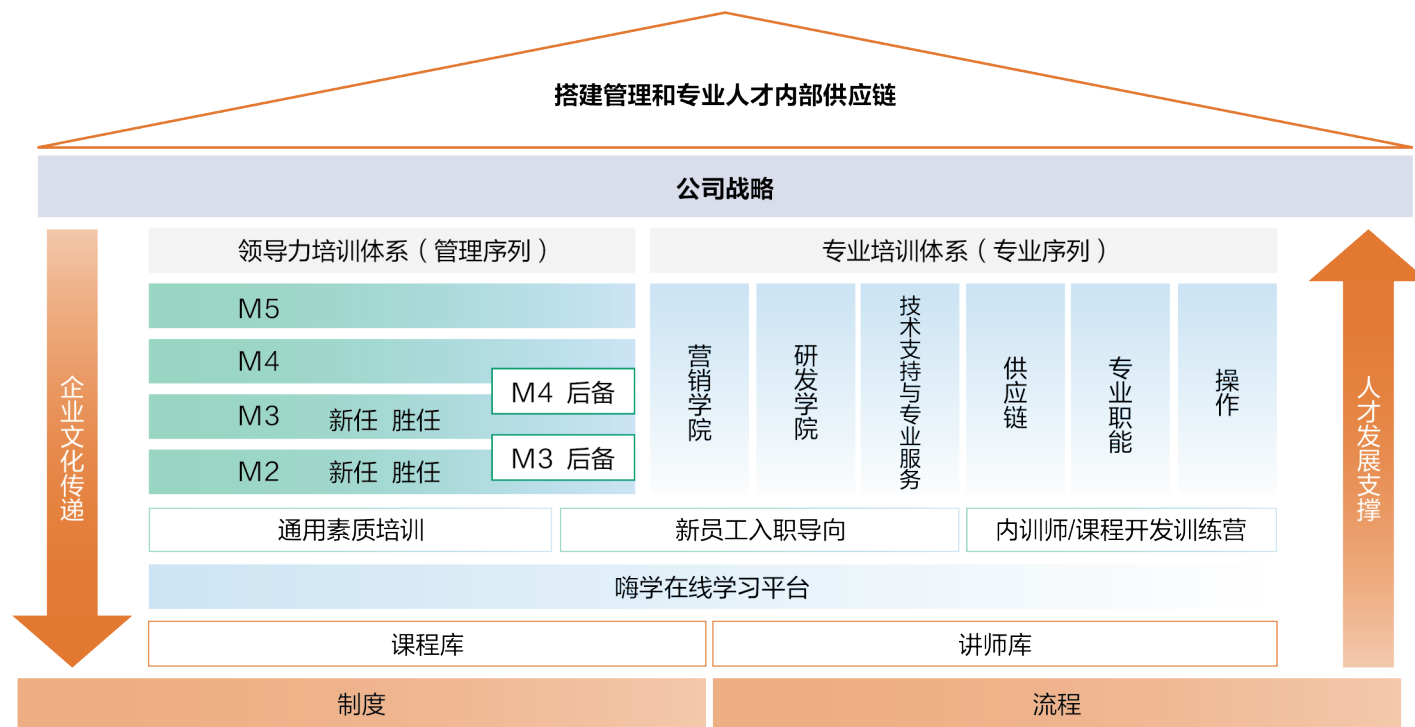 搭建管理和专业人才内部供应链
公司战略
企业文化传递
领导力培训体系（管理序列）
M5
M4
M4 后备
M3 新任 胜任
M3 后备
M2 新任 胜任
专业培训体系（专业序列）
营销学院
研发学院
技术支持与专业服务
供应链
专业职能
操作
人才发展支撑
通用素质培训
新员工入职导向
内训师/课程开发训练营
嗨学在线学习平台
课程库
讲师库
制度
流程